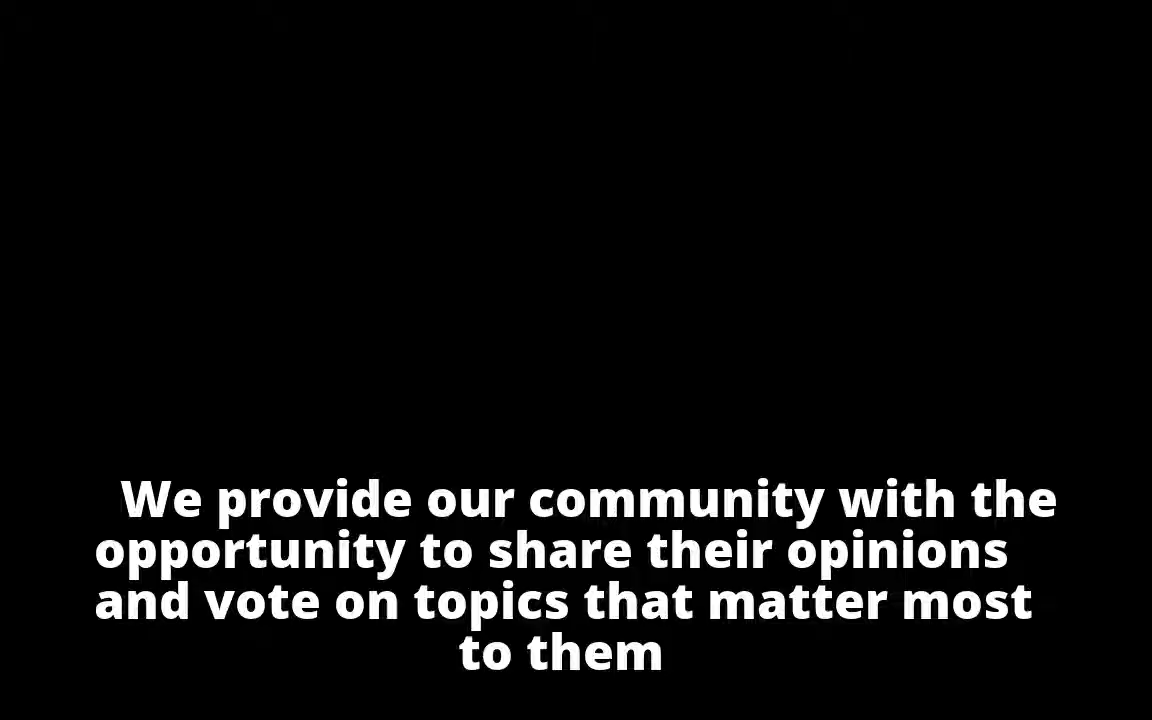 We provide our community with the
opportunity to share their opinions
and vote on topics that matter most
to them